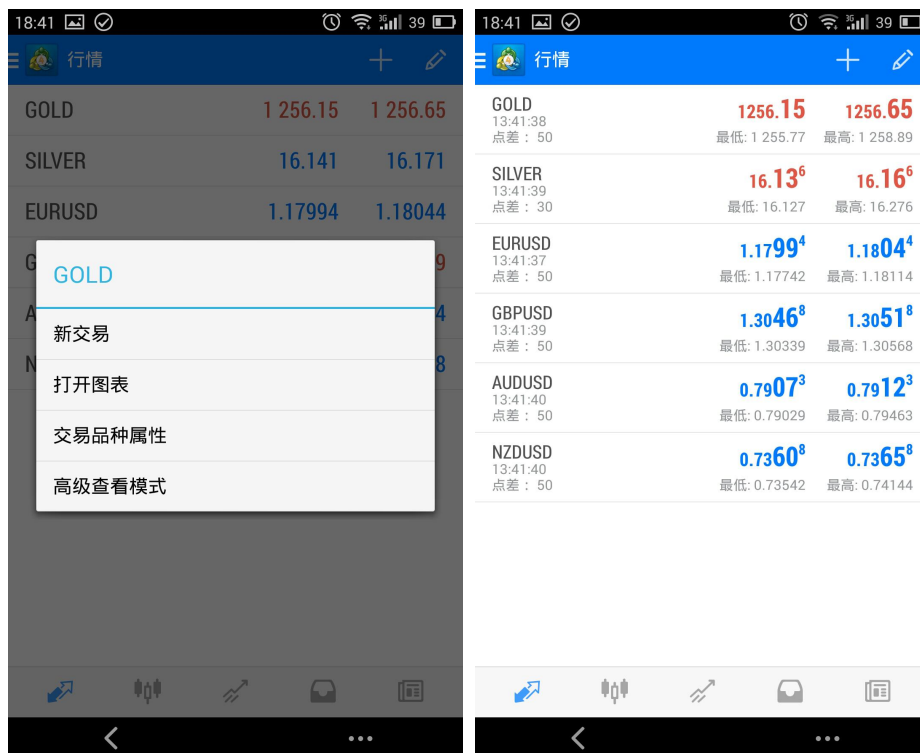 18:41
3G
39
行情
GOLD 1 256.15 1 256.65
SILVER 16.141 16.171
EURUSD 1.17994 1.18044
G 9
GOLD
A 4
新交易
N 8
打开图表
交易品种属性
高级查看模式
18:41
3G
39
行情
GOLD
13:41:38
点差： 50
1256.15 1256.65
最低: 1 255.77 最高: 1 258.89
SILVER
13:41:39
点差： 30
16.136 16.166
最低: 16.127 最高: 16.276
EURUSD
13:41:37
点差： 50
1.17994 1.18044
最低: 1.17742 最高: 1.18114
GBPUSD
13:41:39
点差： 50
1.30468 1.30518
最低: 1.30339 最高: 1.30568
AUDUSD
13:41:40
点差： 50
0.79073 0.79123
最低: 0.79029 最高: 0.79463
NZDUSD
13:41:40
点差： 50
0.73608 0.73658
最低: 0.73542 最高: 0.74144